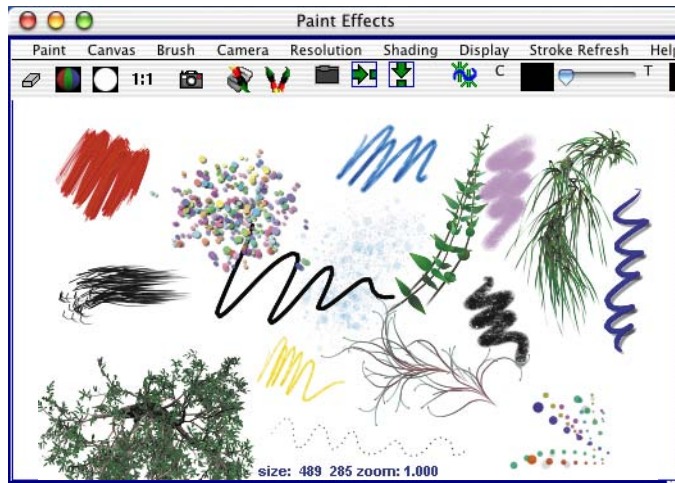 Paint Effects
Paint Canvas Brush Camera Resolution Shading Display Stroke Refresh Help
1:1 C T
size: 489 285 zoom: 1.000